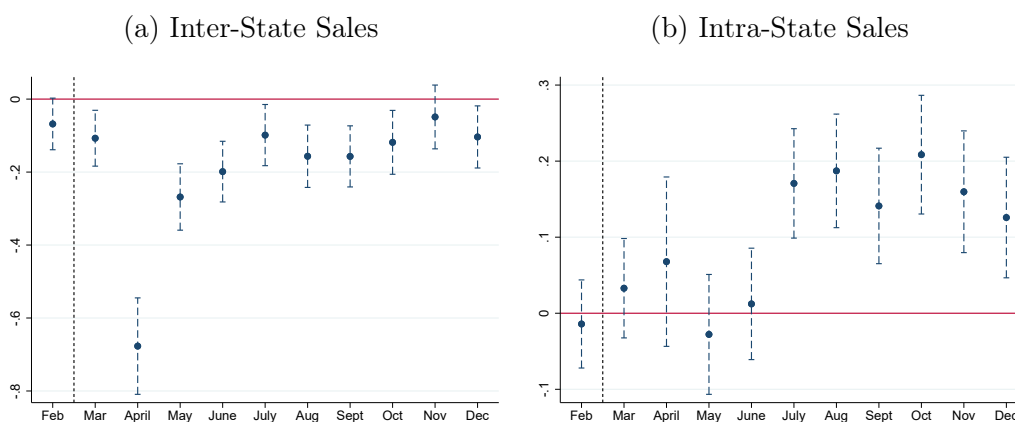 (a) Inter-State Sales
0
-.2
-.4
-.6
-.8
Feb Mar April May June July Aug Sept Oct Nov Dec
(b) Intra-State Sales
.3
.2
.1
0
-.1
Feb Mar April May June July Aug Sept Oct Nov Dec